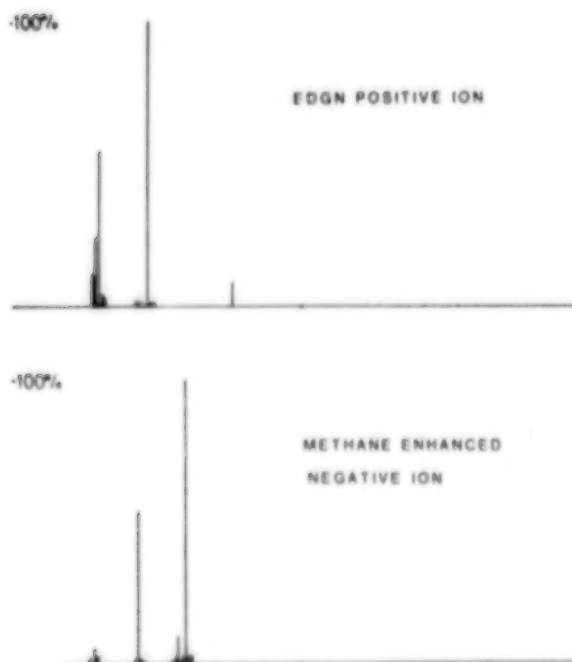 -100%
EDGN POSITIVE ION
-100%
METHANE ENHANCED
NEGATIVE ION